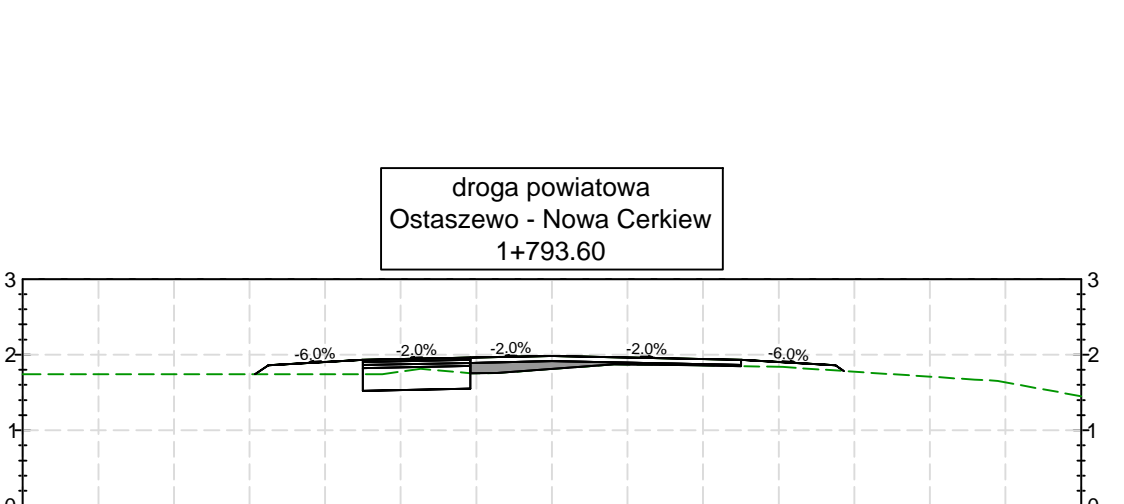 droga powiatowa
Ostaszewo - Nowa Cerkiew
1+793.60
3 3
-6.0% -2.0% -2.0% -2.0% -6.0%
2 2
1 1
0 0